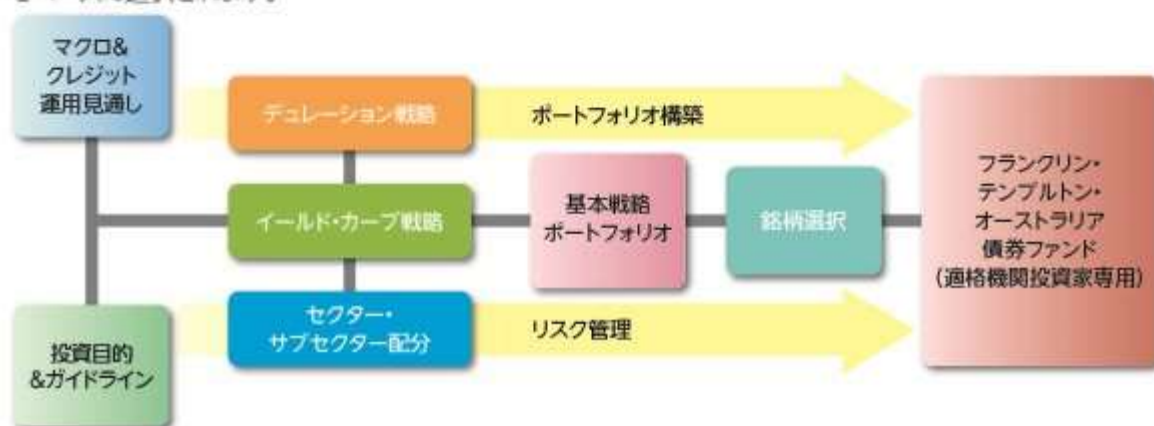 マクロ&
クレジット
運用見通し
デュレーション戦略
ポートフォリオ構築
イールド・カーブ戦略
基本戦略
ポートフォリオ
銘柄選択
フランクリン・
テンプルトン・
オーストラリア
債券ファンド
(適格機関投資家専用)
セクター・
サブセクター配分
リスク管理
投資目的
&ガイドライン